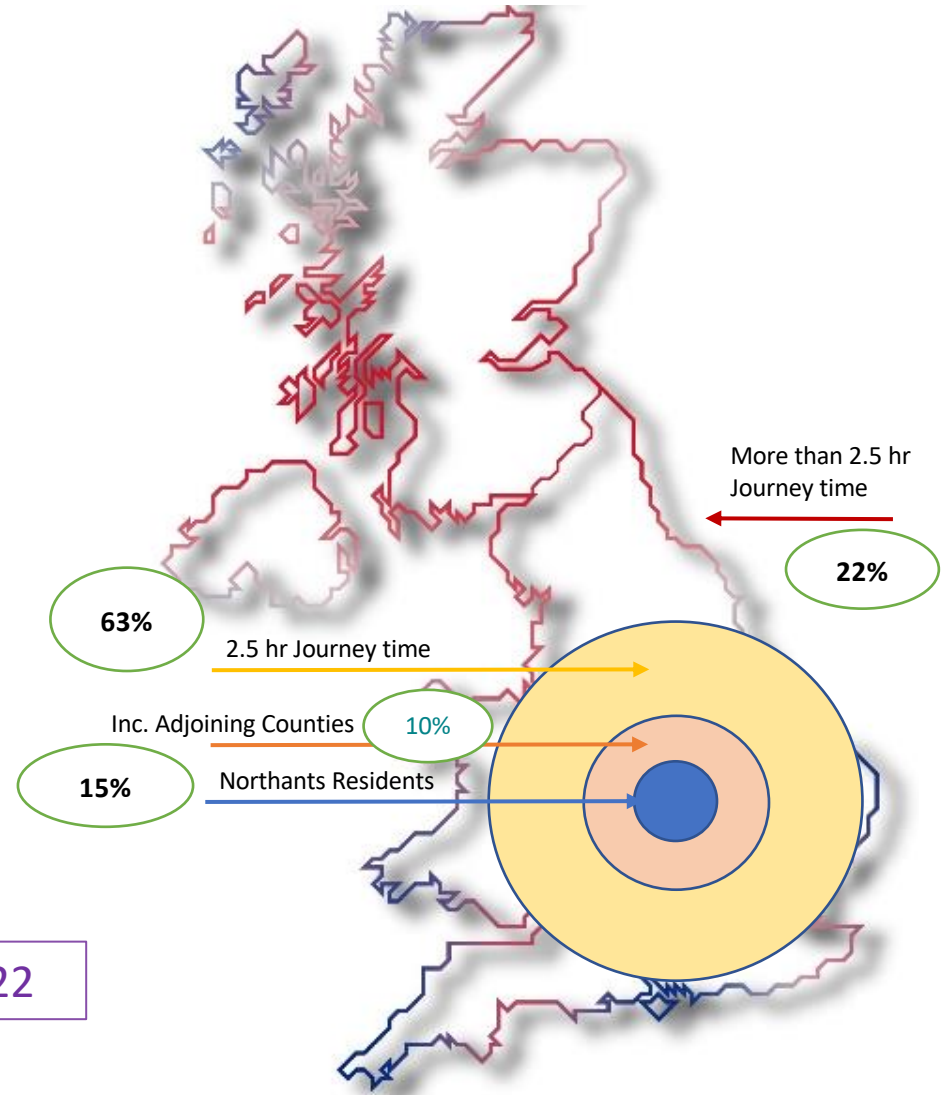 More than 2.5 hr
Journey time
22%
63%
2.5 hr Journey time
Inc. Adjoining Counties
10%
15%
Northants Residents
22